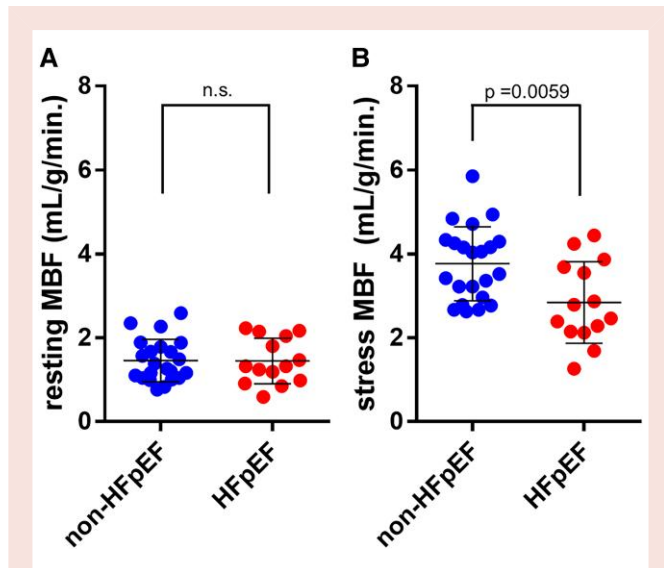 A
resting MBF (mL/g/min.)
8
6
4
2
0
n.s.
non-HFpEF
HFpEF
B
stress MBF (mL/g/min.)
8
6
4
2
0
p =0.0059
non-HFpEF
HFpEF